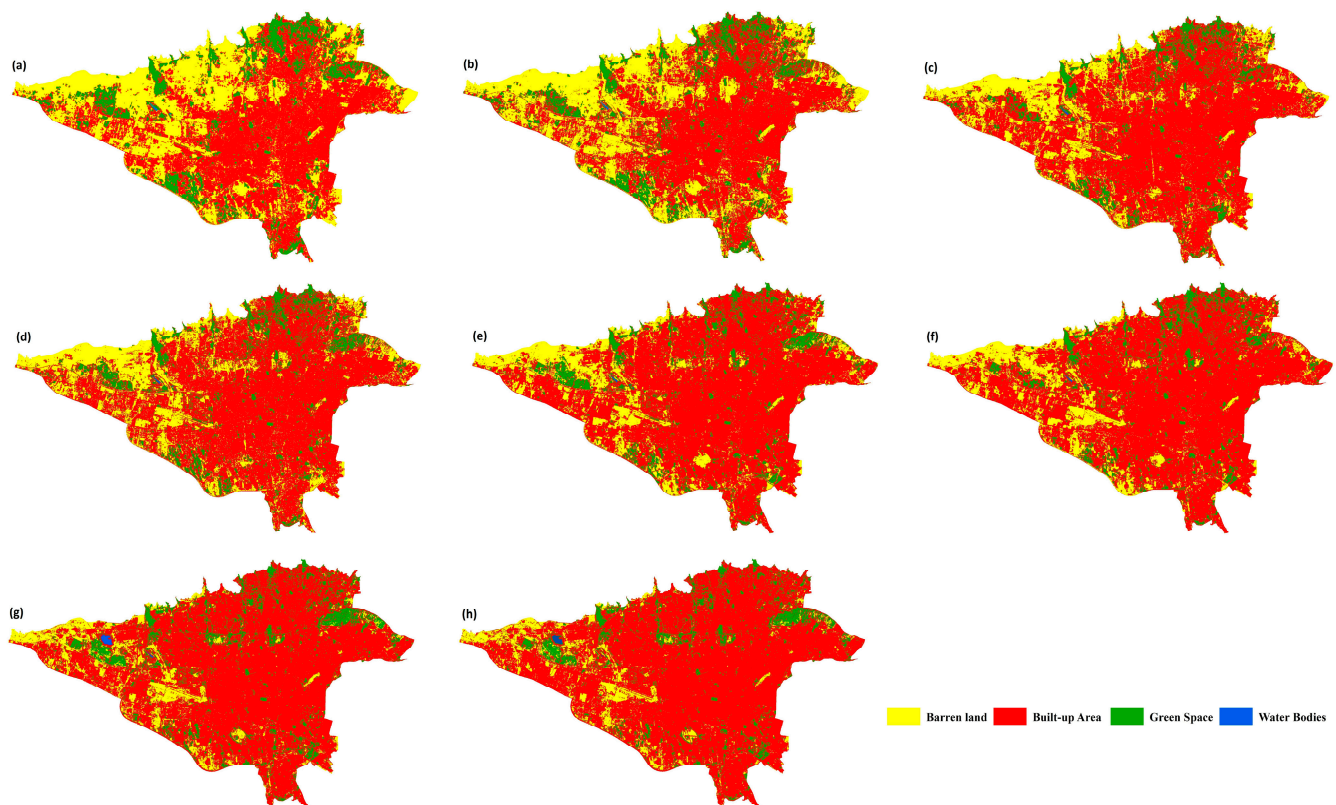 (a)
(b)
(c)
(d)
(e)
(f)
(g)
(h)
Barren land Built-up Area Green Space Water Bodies